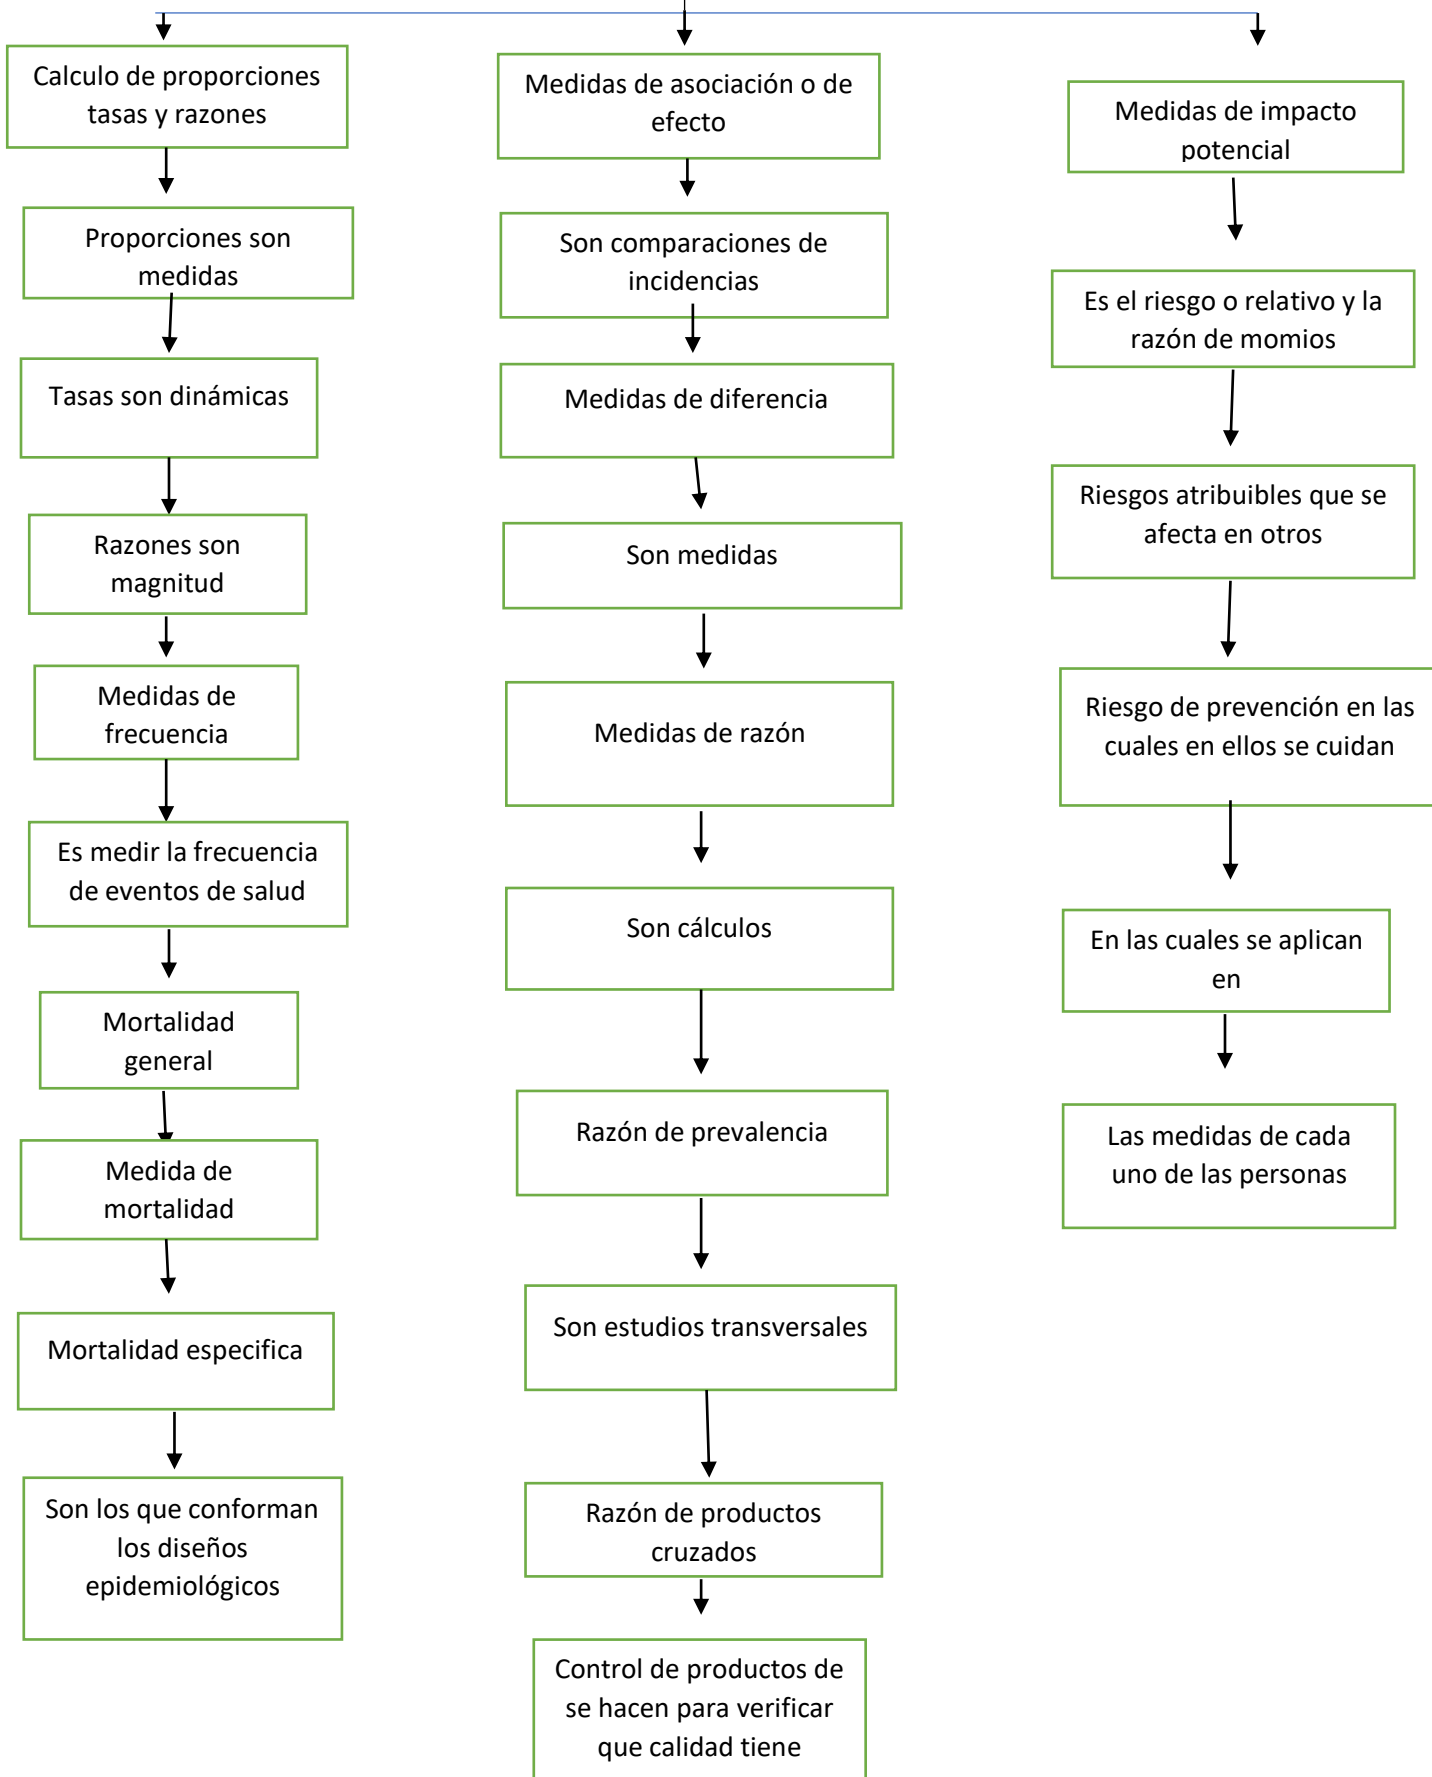 Calculo de proporciones
tasas y razones
Proporciones son
medidas
Tasas son dinámicas
Razones son
magnitud
Medidas de
frecuencia
Es medir la frecuencia
de eventos de salud
Mortalidad
general
Medida de
mortalidad
Mortalidad especifica
Son los que conforman
los diseños
epidemiológicos
Medidas de asociación o de
efecto
Son comparaciones de
incidencias
Medidas de diferencia
Son medidas
Medidas de razón
Son cálculos
Razón de prevalencia
Son estudios transversales
Razón de productos
cruzados
Control de productos de
se hacen para verificar
que calidad tiene
Medidas de impacto
potencial
Es el riesgo o relativo y la
razón de momios
Riesgos atribuibles que se
afecta en otros
Riesgo de prevención en las
cuales en ellos se cuidan
En las cuales se aplican
en
Las medidas de cada
uno de las personas